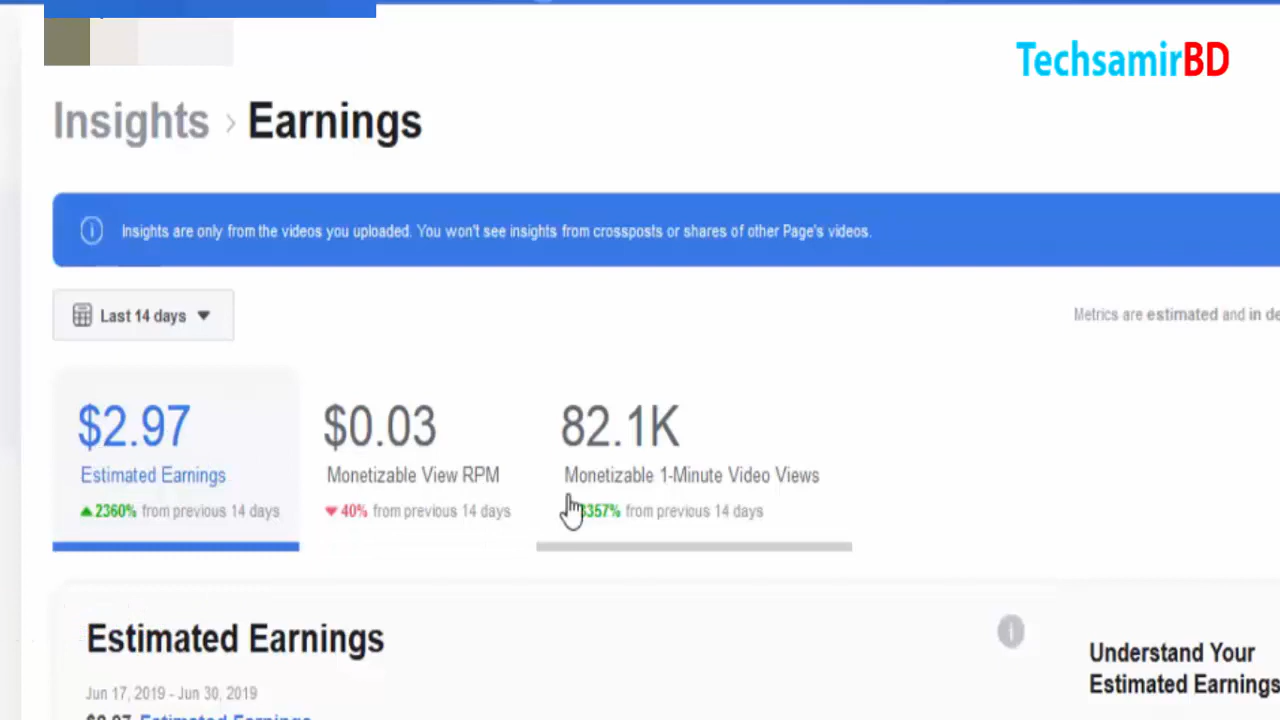 TechsamirBD
Insights > Earnings
Insights are only from the videos you uploaded. You won't see insights from crossposts or shares of other Page's videos.
Last 14 days
Metrics are estimated and in
$2.97
Estimated Earnings
2360% from previous 14 days
$0.03
Monetizable View RPM
40% from previous 14 days
82.1K
Monetizable 1-Minute Video Views
357% from previous 14 days
Estimated Earnings
Jun 17, 2019 - Jun 30, 2019
Estimated Earnings
Understand Your
Estimated Earnings